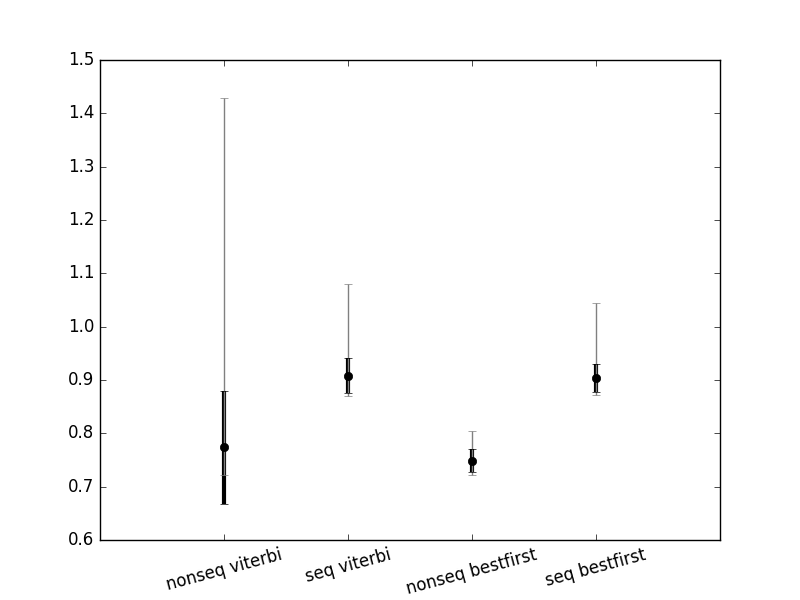 1.5
1.4
1.3
1.2
1.1
1.0
0.9
0.8
0.7
0.6
nonseq viterbi
seq viterbi
nonseq bestfirst
seq bestfirst